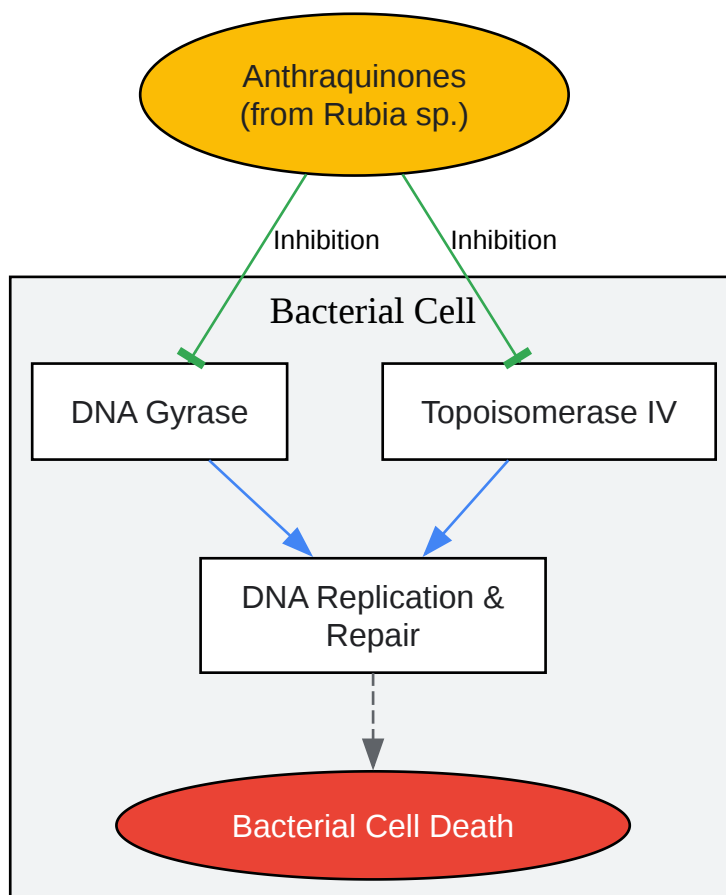 Anthraquinones
(from Rubia sp.)
Inhibition
Inhibition
Bacterial Cell
DNA Gyrase
Topoisomerase IV
DNA Replication &
Repair
Bacterial Cell Death